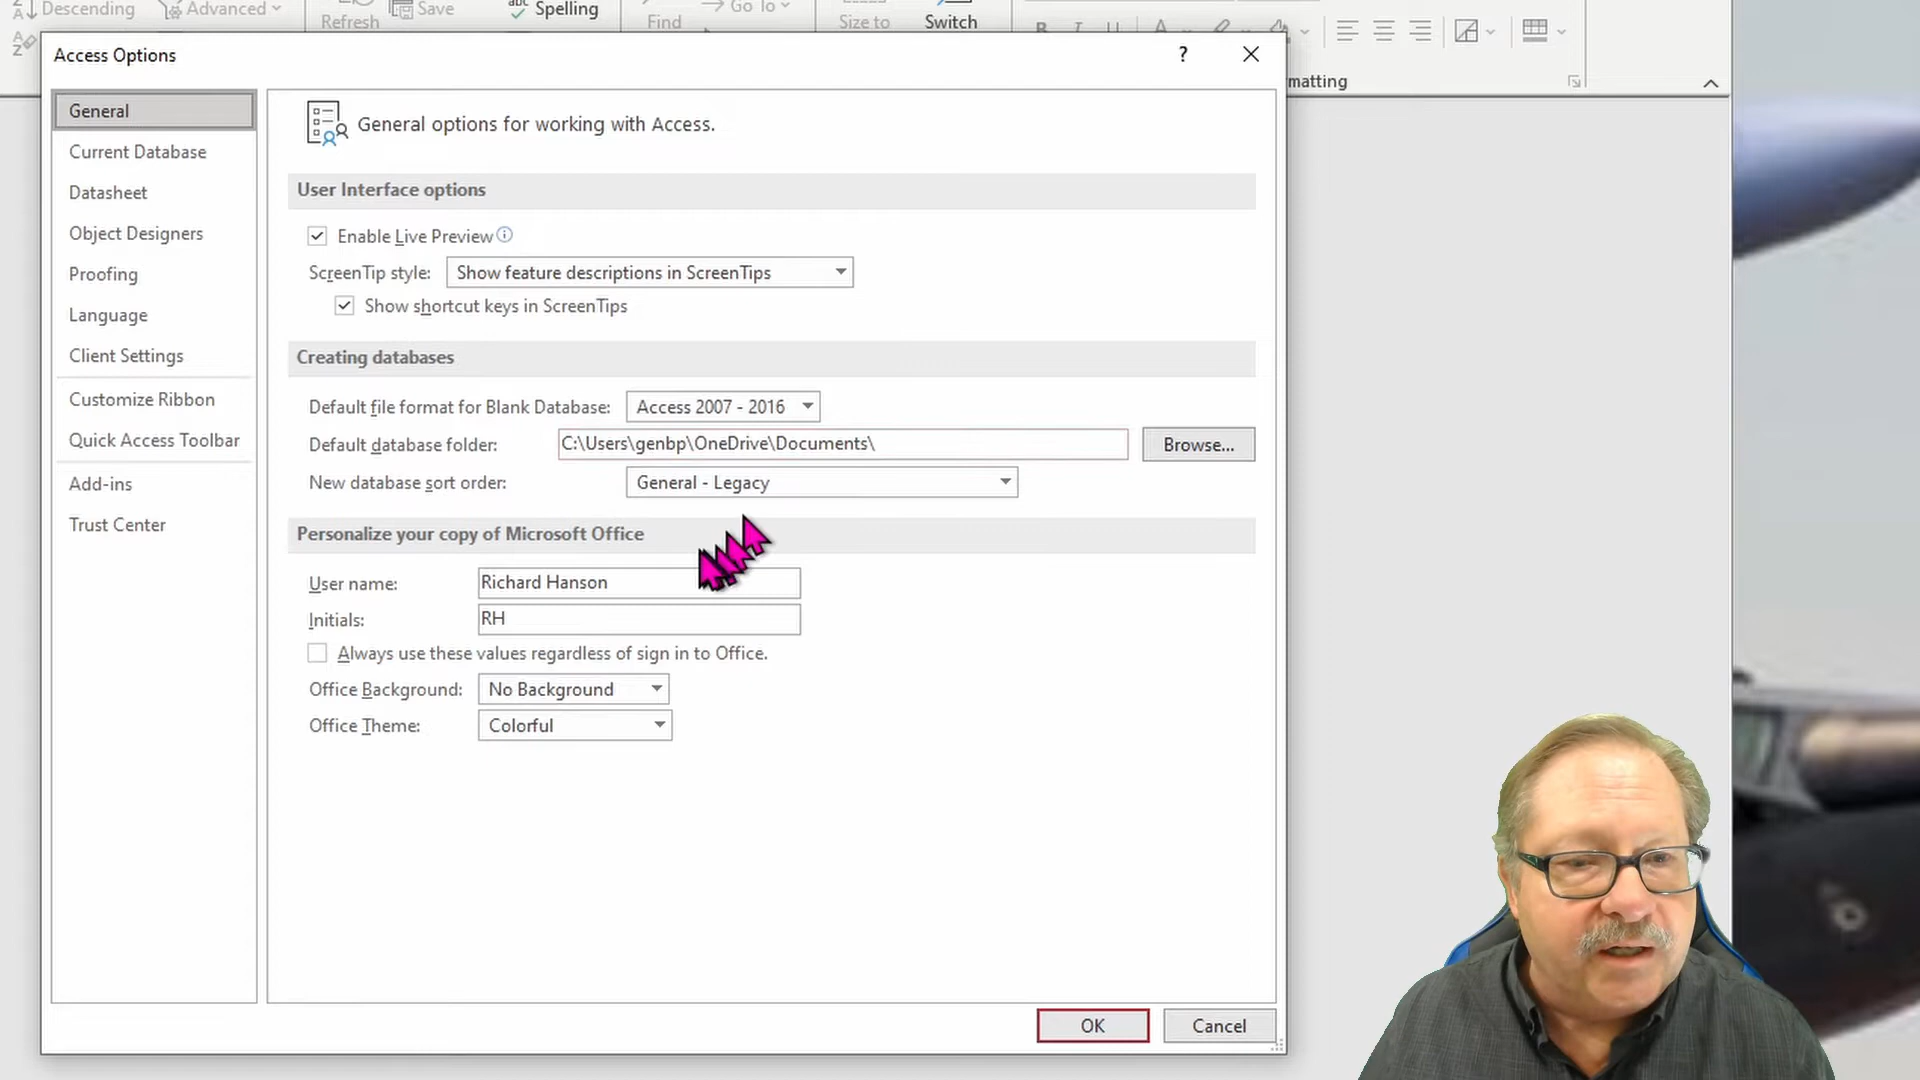 Descending
Advanced
Refresh
Save
abc
Spelling
Find
Go To
Size to
Switch
matting
Access Options
?
General
Current Database
Datasheet
Object Designers
Proofing
Language
Client Settings
Customize Ribbon
Quick Access Toolbar
Add-ins
Trust Center
General options for working with Access.
User Interface options
Enable Live Preview
ScreenTip style: Show feature descriptions in ScreenTips
Show shortcut keys in ScreenTips
Creating databases
Default file format for Blank Database: Access 2007 - 2016
Default database folder: C:\Users\genbp\OneDrive\Documents\ Browse...
New database sort order: General - Legacy
Personalize your copy of Microsoft Office
User name: Richard Hanson
Initials: RH
Always use these values regardless of sign in to Office.
Office Background: No Background
Office Theme: Colorful
OK Cancel